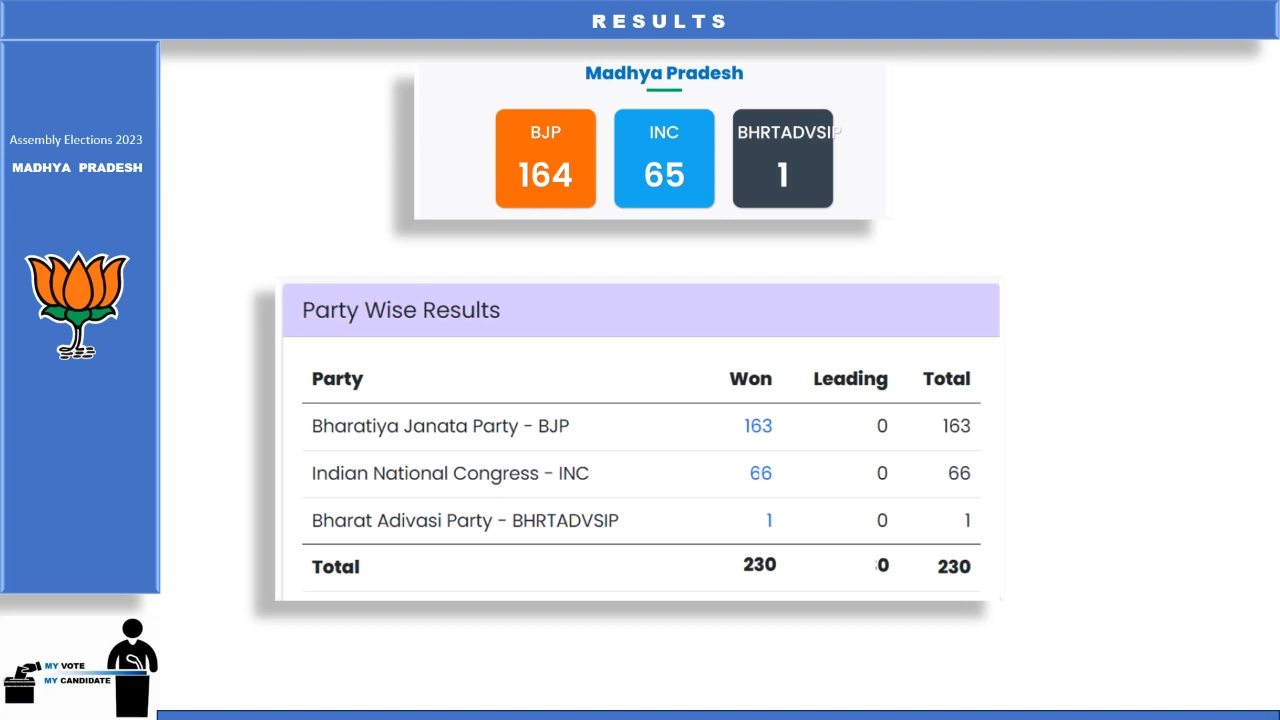 RESULTS
Assembly Elections 2023
MADHYA PRADESH
Madhya Pradesh
BJP INC BHRTADVSIP
164 65 1
Party Wise Results
Party Won Leading Total
Bharatiya Janata Party - BJP 163 0 163
Indian National Congress - INC 66 0 66
Bharat Adivasi Party - BHRTADVSIP 1 0 1
Total 230 0 230
MY VOTE
MY CANDIDATE